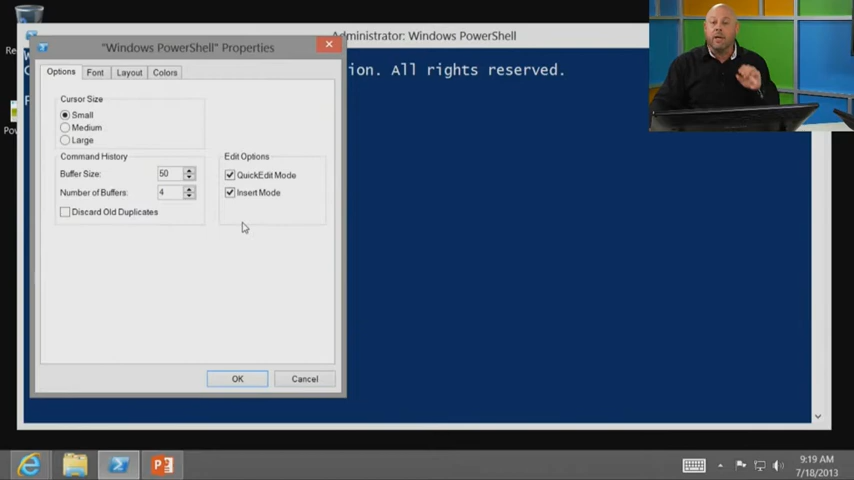 Administrator: Windows PowerShell
"Windows PowerShell" Properties
ion. All rights reserved.
Options
Font
Layout
Colors
Cursor Size
Small
Medium
Large
Command History
Buffer Size: 50
Number of Buffers: 4
Discard Old Duplicates
Edit Options
QuickEdit Mode
Insert Mode
OK
Cancel
9:19 AM
7/18/2013